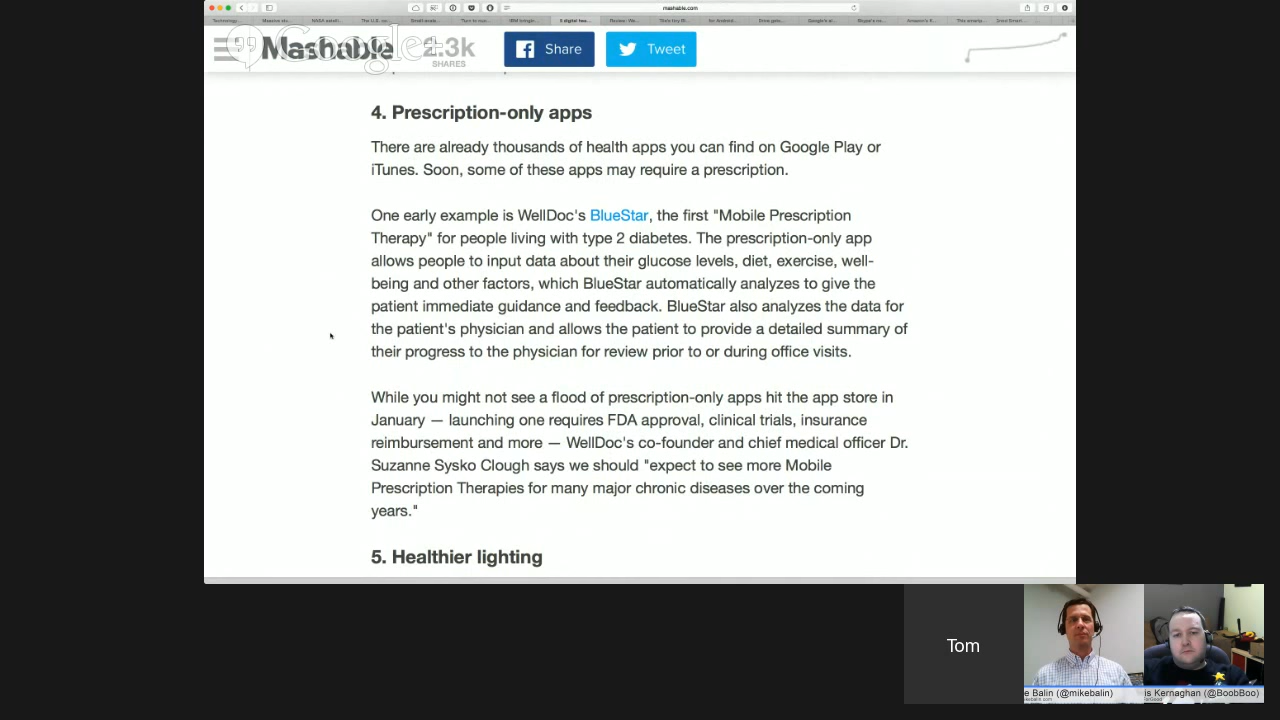 mashable.com
Mashable
Google+
2.3k
SHARES
Share
Tweet
4. Prescription-only apps
There are already thousands of health apps you can find on Google Play or
iTunes. Soon, some of these apps may require a prescription.
One early example is WellDoc's BlueStar, the first "Mobile Prescription
Therapy" for people living with type 2 diabetes. The prescription-only app
allows people to input data about their glucose levels, diet, exercise, well-
being and other factors, which BlueStar automatically analyzes to give the
patient immediate guidance and feedback. BlueStar also analyzes the data for
the patient's physician and allows the patient to provide a detailed summary of
their progress to the physician for review prior to or during office visits.
While you might not see a flood of prescription-only apps hit the app store in
January — launching one requires FDA approval, clinical trials, insurance
reimbursement and more — WellDoc's co-founder and chief medical officer Dr.
Suzanne Sysko Clough says we should "expect to see more Mobile
Prescription Therapies for many major chronic diseases over the coming
years."
5. Healthier lighting
Tom
e Balin (@mikebalin)
is Kernaghan (@BoobBoo)